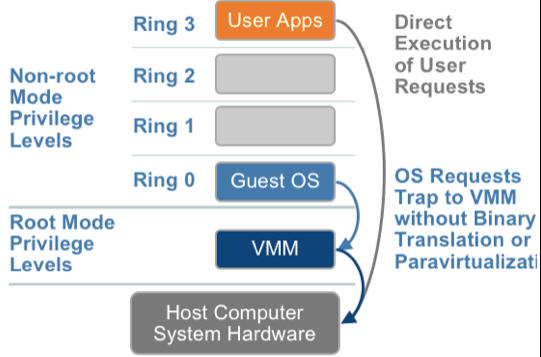 Ring 3
User Apps
Direct
Execution
of User
Requests
Non-root
Mode
Privilege
Levels
Ring 2
Ring 1
Ring 0
Guest OS
OS Requests
Trap to VMM
without Binary
Translation or
Paravirtualizati
Root Mode
Privilege
Levels
VMM
Host Computer
System Hardware